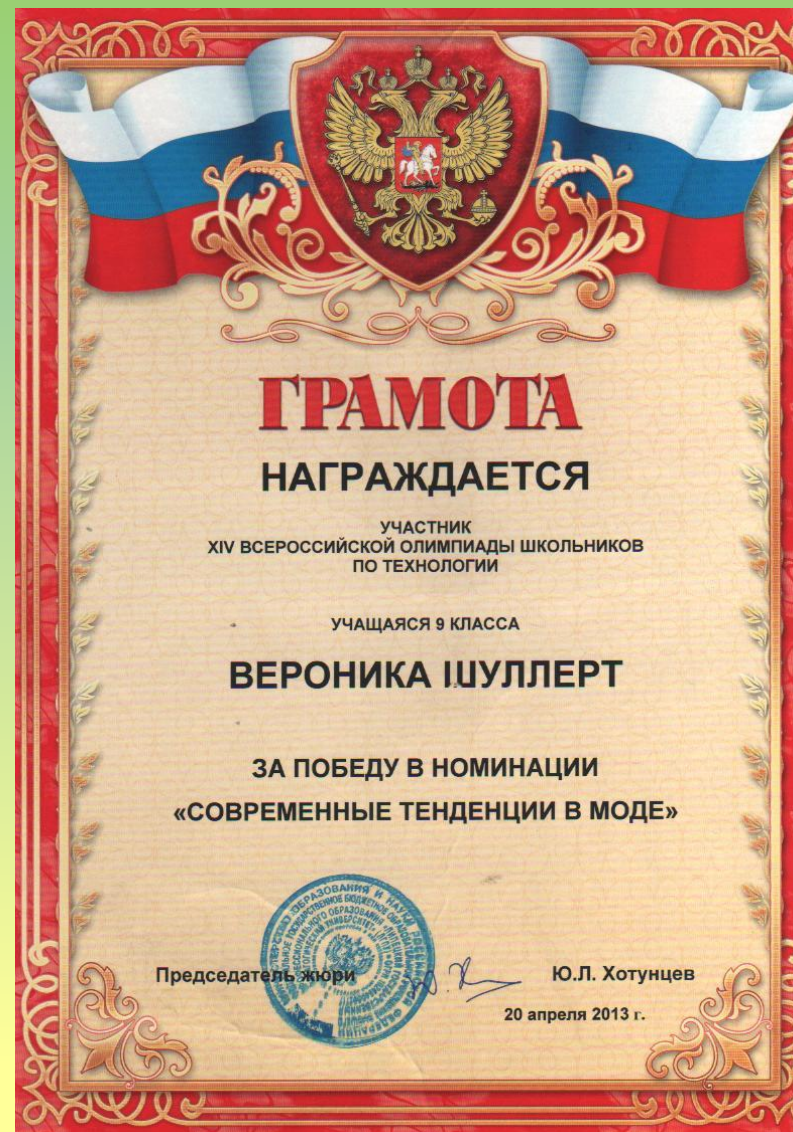 ГРАМОТА
НАГРАЖДАЕТСЯ
УЧАСТНИК
XIV ВСЕРОССИЙСКОЙ ОЛИМПИАДЫ ШКОЛЬНИКОВ
ПО ТЕХНОЛОГИИ
УЧАЩАЯСЯ 9 КЛАССА
ВЕРОНИКА ШУЛЛЕРТ
ЗА ПОБЕДУ В НОМИНАЦИИ
«СОВРЕМЕННЫЕ ТЕНДЕНЦИИ В МОДЕ»
Председатель жюри Ю.Л. Хотунцев
20 апреля 2013 г.